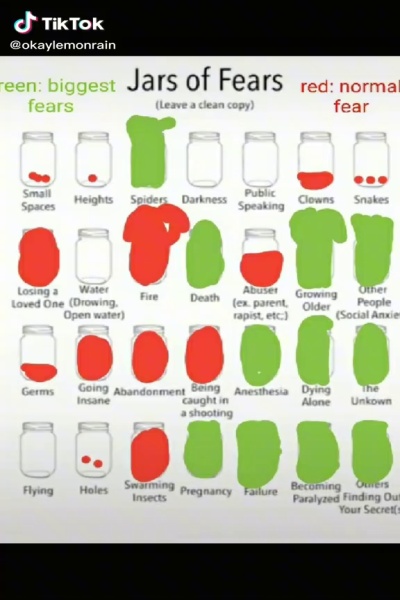 TikTok
@okaylemonrain
reen: biggest
fears
Jars of Fears
(Leave a clean copy)
red: normal
fear
Small
Spaces
Heights
Spiders
Darkness
Public
Speaking
Clowns
Snakes
Losing a
Loved One
Water
(Drowing,
Open water)
Fire
Death
Abuser
(ex. parent,
rapist, etc;)
Growing
Older
Other
People
(Social Anxie
Germs
Going
Insane
Abandonment
Being
caught in
a shooting
Anesthesia
Dying
Alone
The
Unkown
Flying
Holes
Swarming
Insects
Pregnancy
Failure
Becoming
Paralyzed
Others
Finding Out
Your Secret(s